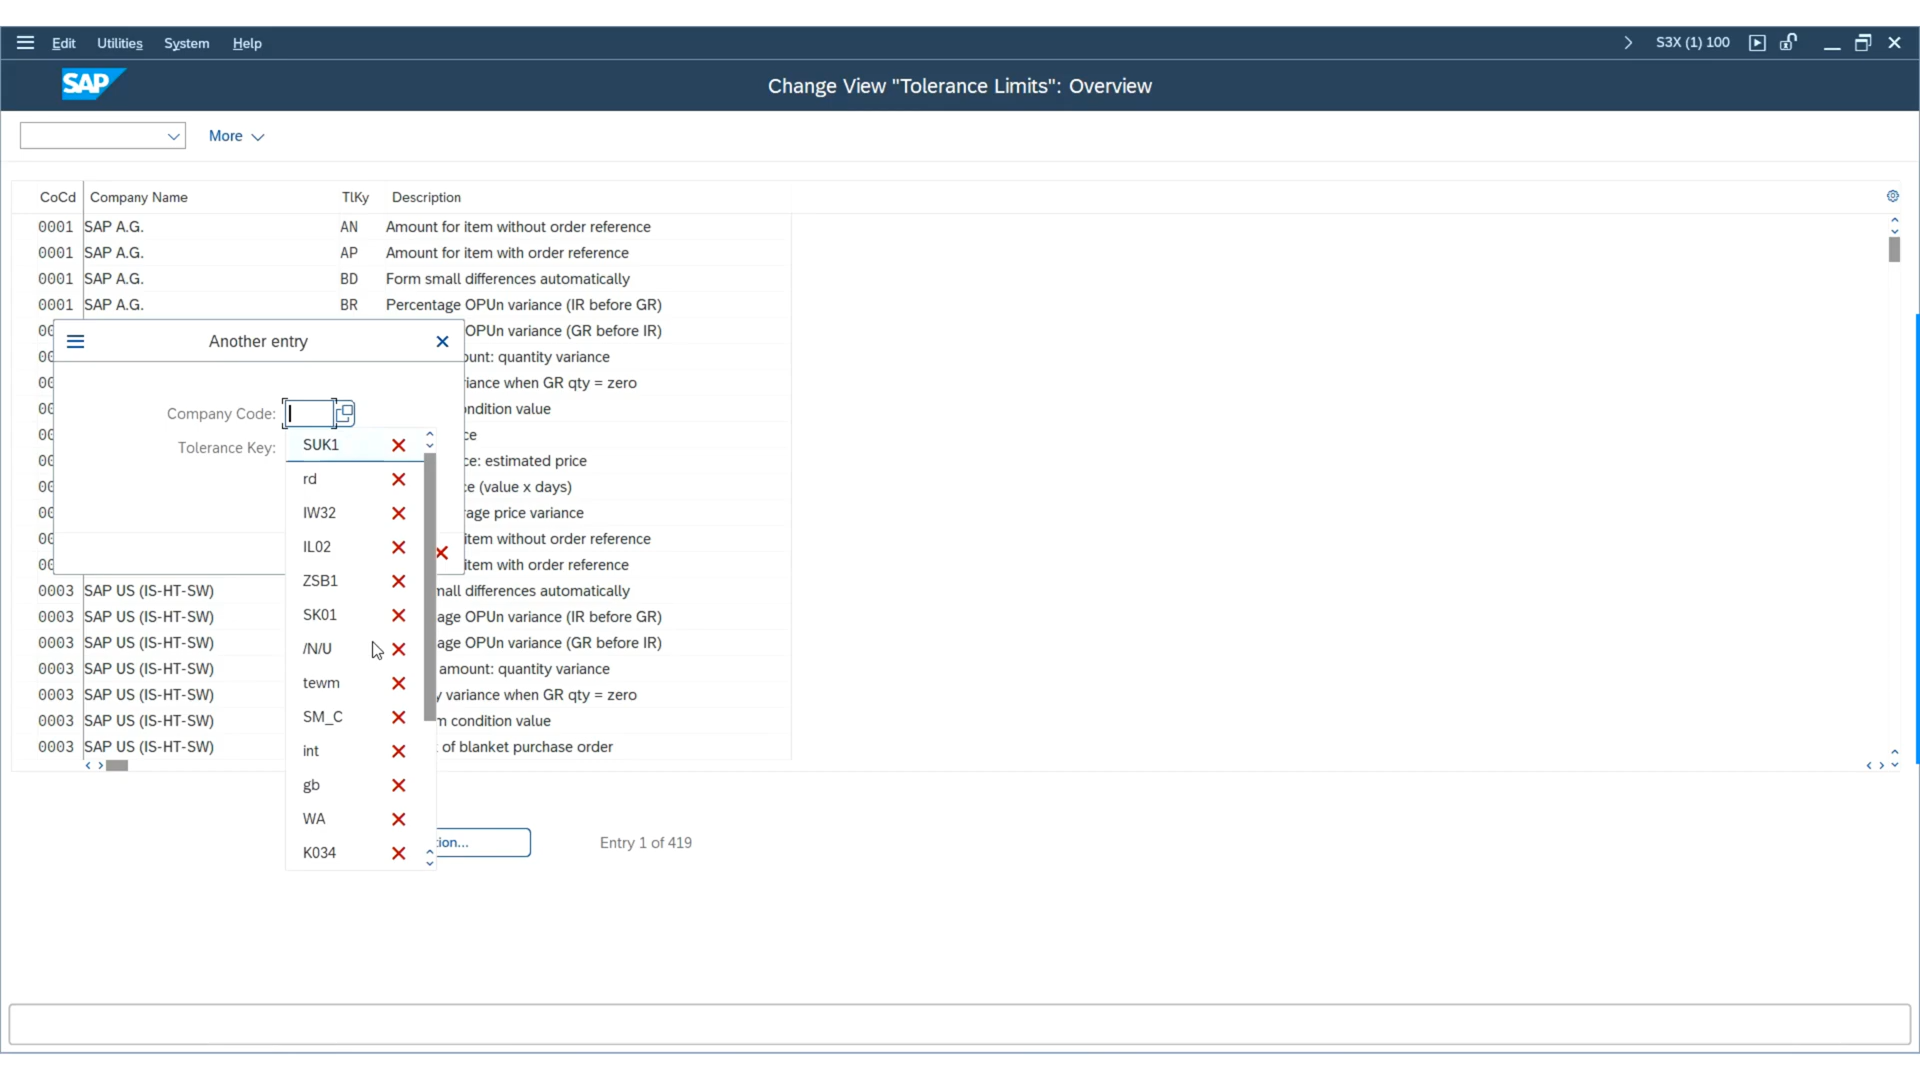 Edit Utilities System Help S3X (1) 100
SAP Change View "Tolerance Limits": Overview
More
CoCd Company Name TlKy Description
0001 SAP A.G. AN Amount for item without order reference
0001 SAP A.G. AP Amount for item with order reference
0001 SAP A.G. BD Form small differences automatically
0001 SAP A.G. BR Percentage OPUn variance (IR before GR)
OPUn variance (GR before IR)
Another entry
quantity variance
when GR qty = zero
ndition value
Company Code:
Tolerance Key:
SUK1
estimated price
rd
(value x days)
IW32
price variance
item without order reference
IL02
item with order reference
0003 SAP US (IS-HT-SW) ZSB1 differences automatically
0003 SAP US (IS-HT-SW) SK01 OPUn variance (IR before GR)
0003 SAP US (IS-HT-SW) /N/U OPUn variance (GR before IR)
0003 SAP US (IS-HT-SW) amount: quantity variance
tewm
0003 SAP US (IS-HT-SW) variance when GR qty = zero
0003 SAP US (IS-HT-SW) SM_C condition value
0003 SAP US (IS-HT-SW) int of blanket purchase order
gb
WA
tion... Entry 1 of 419
K034